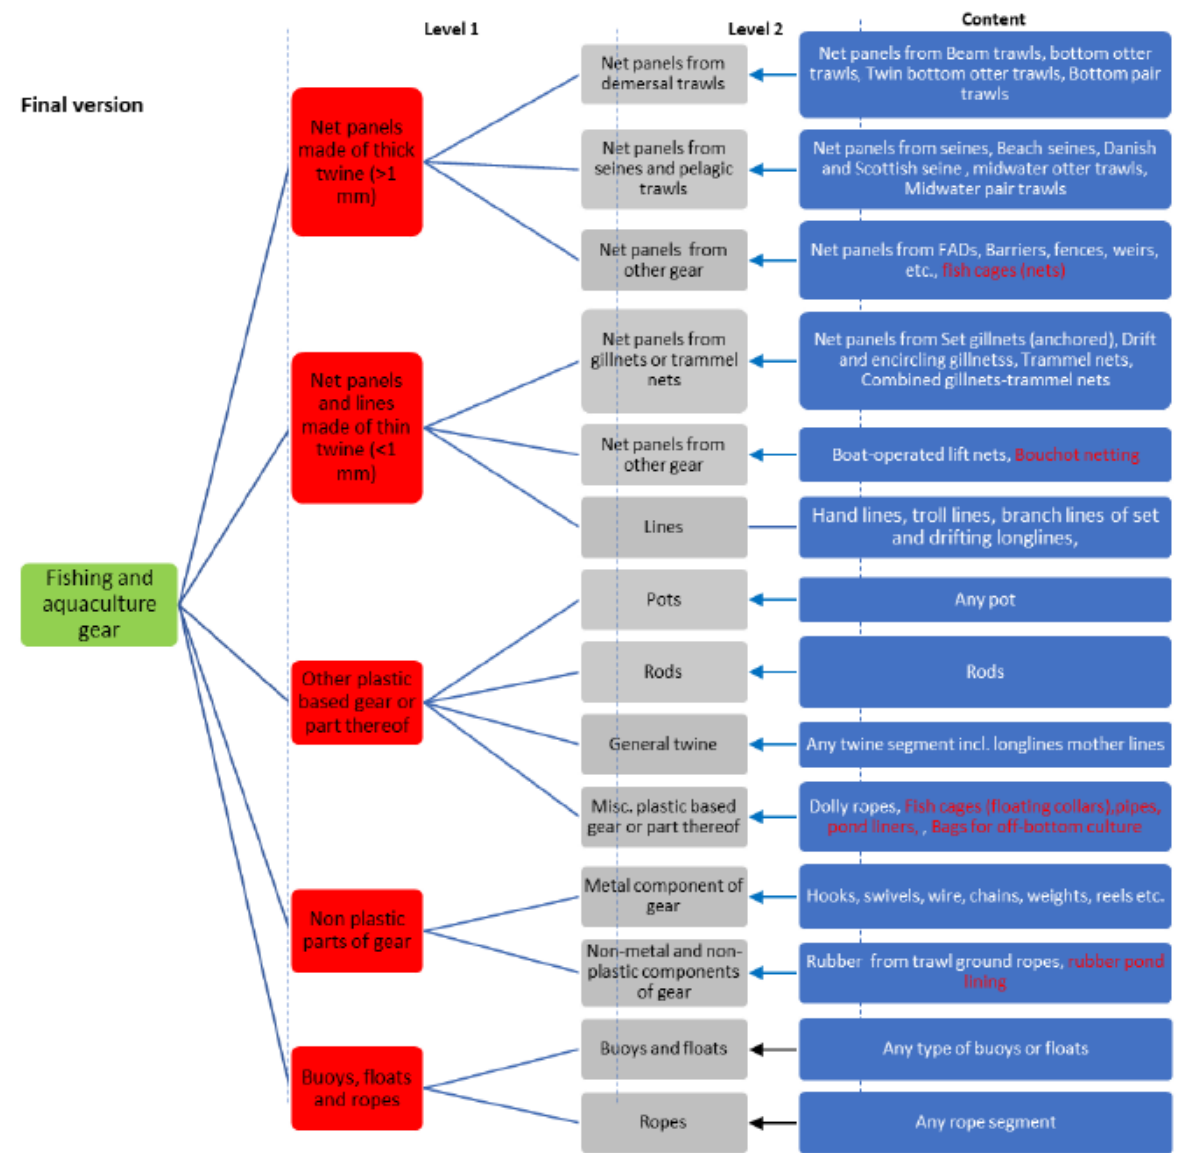 Level 1
Level 2
Content
Final version
Fishing and
aquaculture
gear
Net panels
made of thick
twine (>1
mm)
Net panels from
demersal trawls
Net panels from Beam trawls, bottom otter
trawls, Twin bottom otter trawls, Bottom pair
trawls
Net panels from
seines and pelagic
trawls
Net panels from seines, Beach seines, Danish
and Scottish seine , midwater otter trawls,
Midwater pair trawls
Net panels from
other gear
Net panels from FADs, Barriers, fences, weirs,
etc., fish cages (nets)
Net panels
and lines
made of thin
twine (<1
mm)
Net panels from
gillnets or trammel
nets
Net panels from Set gillnets (anchored), Drift
and encircling gillnetss, Trammel nets,
Combined gillnets-trammel nets
Net panels from
other gear
Boat-operated lift nets, Bouchot netting
Lines
Hand lines, troll lines, branch lines of set
and drifting longlines,
Other plastic
based gear or
part thereof
Pots
Any pot
Rods
Rods
General twine
Any twine segment incl. longlines mother lines
Misc. plastic based
gear or part thereof
Dolly ropes, Fish cages (floating collars),pipes,
pond liners, , Bags for off-bottom culture
Non plastic
parts of gear
Metal component of
gear
Hooks, swivels, wire, chains, weights, reels etc.
Non-metal and non-
plastic components
of gear
Rubber from trawl ground ropes, rubber pond
lining
Buoys, floats
and ropes
Buoys and floats
Any type of buoys or floats
Ropes
Any rope segment